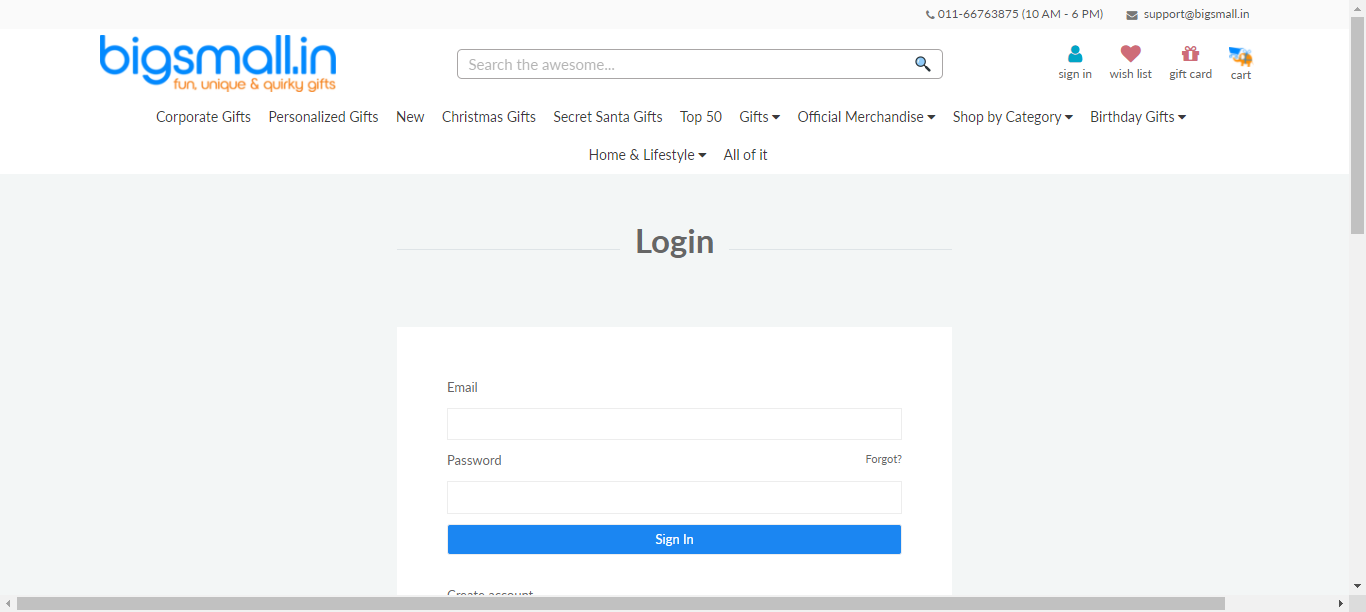 011-66763875 (10 AM - 6 PM) support@bigsmall.in
bigsmall.in
fun, unique & quirky gifts
Search the awesome...
sign in wish list gift card cart
Corporate Gifts Personalized Gifts New Christmas Gifts Secret Santa Gifts Top 50 Gifts Official Merchandise Shop by Category Birthday Gifts
Home & Lifestyle All of it
Login
Email
Password Forgot?
Sign In
Create account